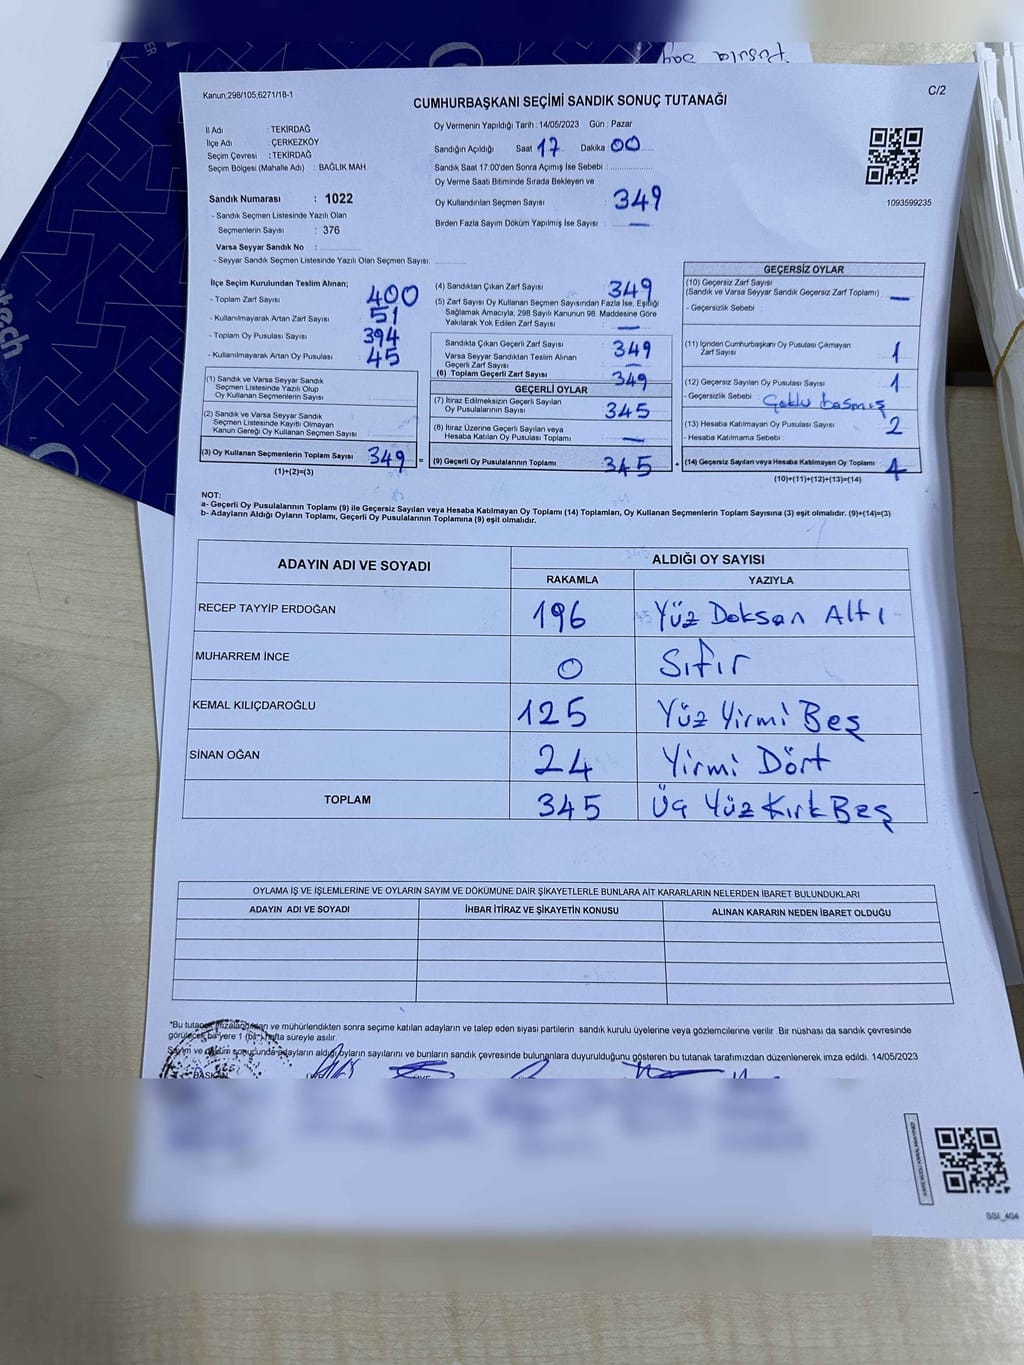 Pusula say
Kanun,298/105,6271/18-1
CUMHURBAŞKANI SEÇİMİ SANDIK SONUÇ TUTANAĞI
C/2
İl Adı : TEKİRDAĞ
İlçe Adı : ÇERKEZKÖY
Seçim Çevresi : TEKİRDAĞ
Seçim Bölgesi (Mahalle Adı) : BAĞLIK MAH
Oy Vermenin Yapıldığı Tarih : 14/05/2023 Gün : Pazar
Sandığın Açıldığı Saat 17 Dakika : 00
Sandık Saat 17:00'den Sonra Açımış İse Sebebi :
Oy Verme Saati Bitiminde Sırada Bekleyen ve
Oy Kullandırılan Seçmen Sayısı : 349
Birden Fazla Sayım Döküm Yapılmış İse Sayısı : —
1093599235
Sandık Numarası : 1022
- Sandık Seçmen Listesinde Yazılı Olan
Seçmenlerin Sayısı : 376
Varsa Seyyar Sandık No :
- Seyyar Sandık Seçmen Listesinde Yazılı Olan Seçmen Sayısı:
İlçe Seçim Kurulundan Teslim Alınan;
- Toplam Zarf Sayısı : 400
- Kullanılmayarak Artan Zarf Sayısı : 51
- Toplam Oy Pusulası Sayısı : 394
- Kullanılmayarak Artan Oy Pusulası : 45
(1) Sandık ve Varsa Seyyar Sandık
Seçmen Listesinde Yazılı Olup
Oy Kullanan Seçmenlerin Sayısı
(2) Sandık ve Varsa Seyyar Sandık
Seçmen Listesinde Kayıtlı Olmayan
Kanun Gereği Oy Kullanan Seçmen Sayısı
(3) Oy Kullanan Seçmenlerin Toplam Sayısı 349
(1)+(2)=(3)
=
(4) Sandıktan Çıkan Zarf Sayısı : 349
(5) Zarf Sayısı Oy Kullanan Seçmen Sayısından Fazla İse, Eşitliği
Sağlamak Amacıyla; 298 Sayılı Kanunun 98. Maddesine Göre
Yakılarak Yok Edilen Zarf Sayısı : —
Sandıkta Çıkan Geçerli Zarf Sayısı : 349
Varsa Seyyar Sandıktan Teslim Alınan
Geçerli Zarf Sayısı : —
(6) Toplam Geçerli Zarf Sayısı : 349
GEÇERLİ OYLAR
(7) İtiraz Edilmeksizin Geçerli Sayılan
Oy Pusulalarının Sayısı : 345
(8) İtiraz Üzerine Geçerli Sayılan veya
Hesaba Katılan Oy Pusulası Toplamı : —
(9) Geçerli Oy Pusulalarının Toplamı : 345
+
GEÇERSİZ OYLAR
(10) Geçersiz Zarf Sayısı
(Sandık ve Varsa Seyyar Sandık Geçersiz Zarf Toplamı) : —
- Geçersizlik Sebebi :
(11) İçinden Cumhurbaşkanı Oy Pusulası Çıkmayan
Zarf Sayısı : 1
(12) Geçersiz Sayılan Oy Pusulası Sayısı : 1
- Geçersizlik Sebebi : Çoklu basmış
(13) Hesaba Katılmayan Oy Pusulası Sayısı : 2
- Hesaba Katılmama Sebebi :
(14) Geçersiz Sayılan veya Hesaba Katılmayan Oy Toplamı : 4
(10)+(11)+(12)+(13)=(14)
NOT:
a- Geçerli Oy Pusulalarının Toplamı (9) ile Geçersiz Sayılan veya Hesaba Katılmayan Oy Toplamı (14) Toplamları, Oy Kullanan Seçmenlerin Toplam Sayısına (3) eşit olmalıdır. (9)+(14)=(3)
b- Adayların Aldığı Oyların Toplamı, Geçerli Oy Pusulalarının Toplamına (9) eşit olmalıdır.
ADAYIN ADI VE SOYADI ALDIĞI OY SAYISI
RAKAMLA YAZIYLA
RECEP TAYYİP ERDOĞAN 196 Yüz Doksan Altı
MUHARREM İNCE 0 Sıfır
KEMAL KILIÇDAROĞLU 125 Yüz Yirmi Beş
SİNAN OĞAN 24 Yirmi Dört
TOPLAM 345 Üç Yüz Kırk Beş
OYLAMA İŞ VE İŞLEMLERİNE VE OYLARIN SAYIM VE DÖKÜMÜNE DAİR ŞİKAYETLERLE BUNLARA AİT KARARLARIN NELERDEN İBARET BULUNDUKLARI
ADAYIN ADI VE SOYADI İHBAR İTİRAZ VE ŞİKAYETİN KONUSU ALINAN KARARIN NEDEN İBARET OLDUĞU
"Bu tutanak imzalandıktan ve mühürlendikten sonra seçime katılan adayların ve talep eden siyasi partilerin sandık kurulu üyelerine veya gözlemcilerine verilir. Bir nüshası da sandık çevresinde
görülecek bir yere 1 (bir) hafta süreyle asılır.
Sayım ve döküm sonucunda adayların aldığı oyların sayılarını ve bunların sandık çevresinde bulunanlara duyurulduğunu gösteren bu tutanak tarafımızdan düzenlenerek imza edildi. 14/05/2023
BAŞKAN
SSI_404